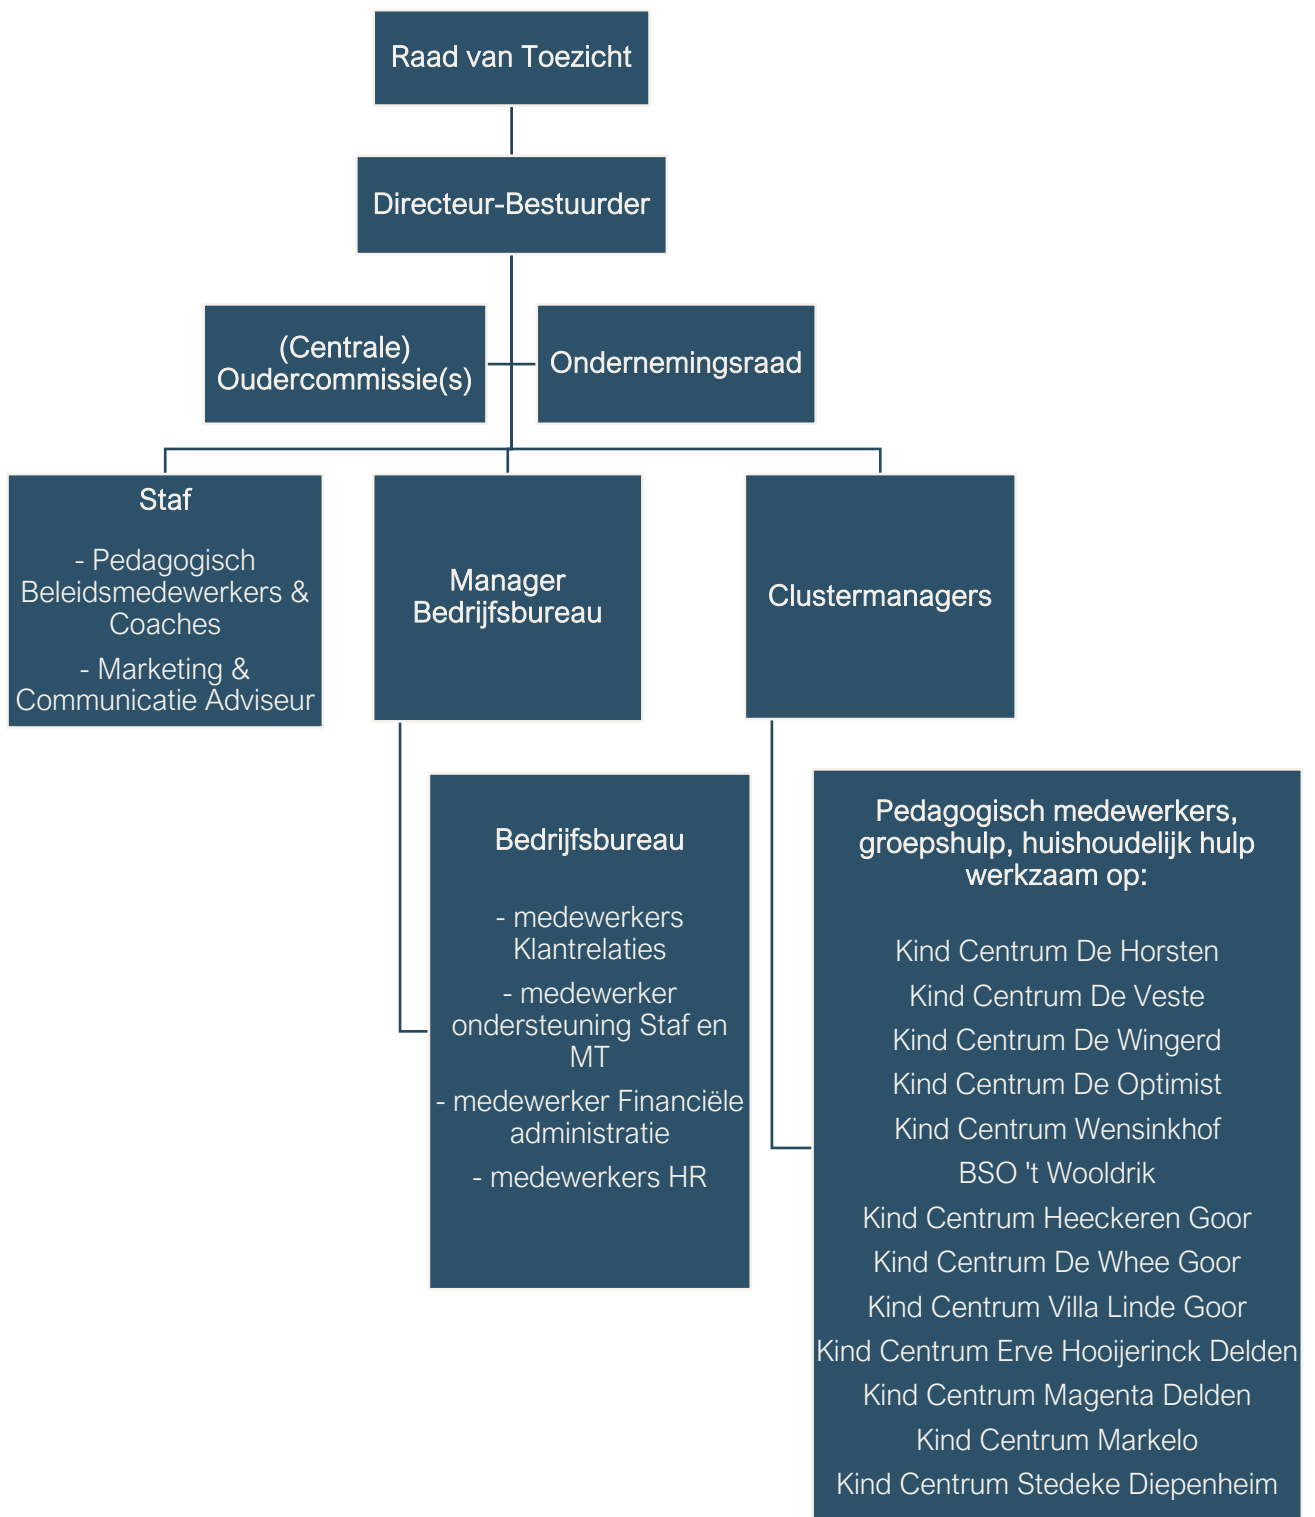 Raad van Toezicht
Directeur-Bestuurder
(Centrale)
Oudercommissie(s)
Ondernemingsraad
Staf
- Pedagogisch
Beleidsmedewerkers &
Coaches
- Marketing &
Communicatie Adviseur
Manager
Bedrijfsbureau
Clustermanagers
Bedrijfsbureau
- medewerkers
Klantrelaties
- medewerker
ondersteuning Staf en
MT
- medewerker Financiële
administratie
- medewerkers HR
Pedagogisch medewerkers,
groepshulp, huishoudelijk hulp
werkzaam op:
Kind Centrum De Horsten
Kind Centrum De Veste
Kind Centrum De Wingerd
Kind Centrum De Optimist
Kind Centrum Wensinkhof
BSO 't Wooldrik
Kind Centrum Heeckeren Goor
Kind Centrum De Whee Goor
Kind Centrum Villa Linde Goor
Kind Centrum Erve Hooijerinck Delden
Kind Centrum Magenta Delden
Kind Centrum Markelo
Kind Centrum Stedeke Diepenheim